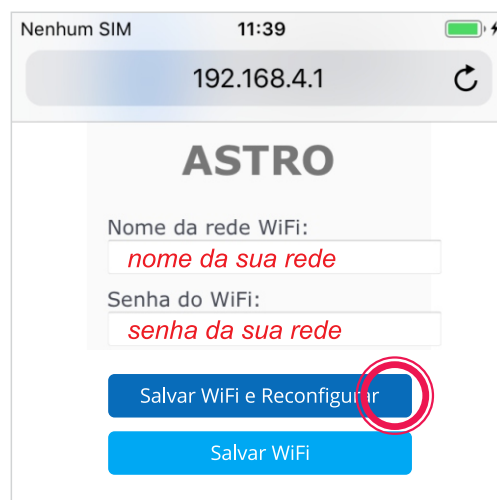 Nenhum SIM 11:39
192.168.4.1
ASTRO
Nome da rede WiFi:
nome da sua rede
Senha do WiFi:
senha da sua rede
Salvar WiFi e Reconfigurar
Salvar WiFi